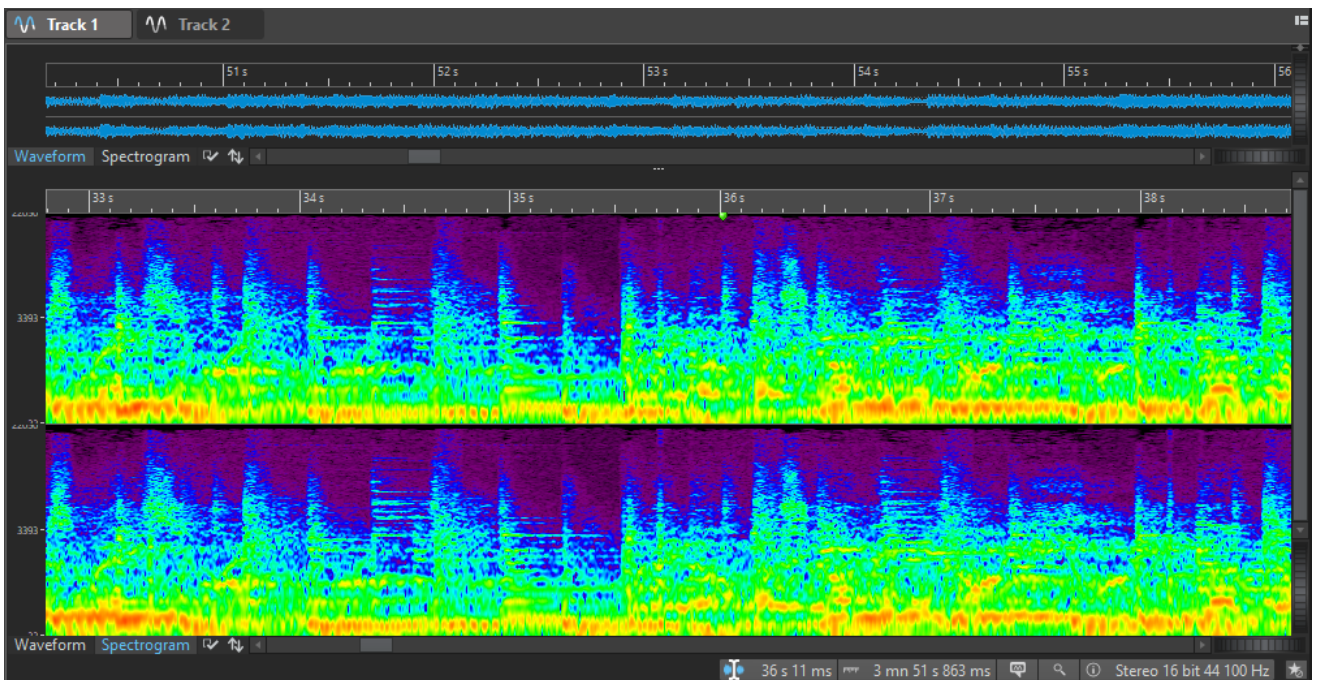 Track 1 Track 2
51 s 52 s 53 s 54 s 55 s 56
Waveform Spectrogram
33 s 34 s 35 s 36 s 37 s 38 s
3393
3393
Waveform Spectrogram
36 s 11 ms 3 mn 51 s 863 ms Stereo 16 bit 44 100 Hz